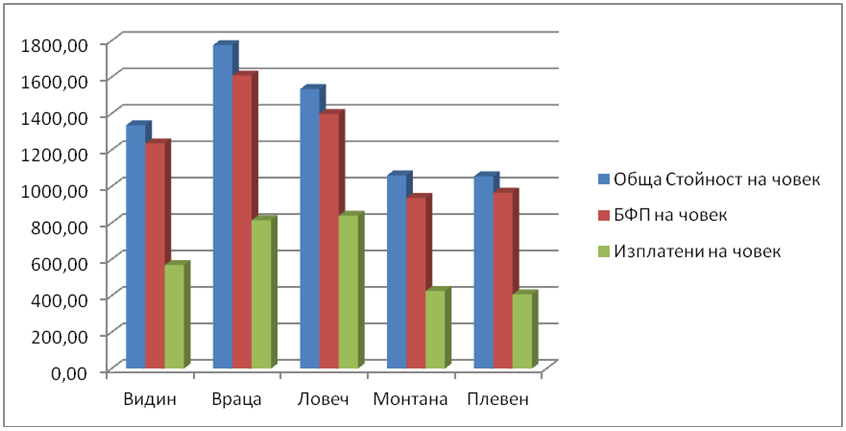 1800,00
1600,00
1400,00
1200,00
1000,00
800,00
600,00
400,00
200,00
0,00
Видин Враца Ловеч Монтана Плевен
Обща Стойност на човек
БФП на човек
Изплатени на човек